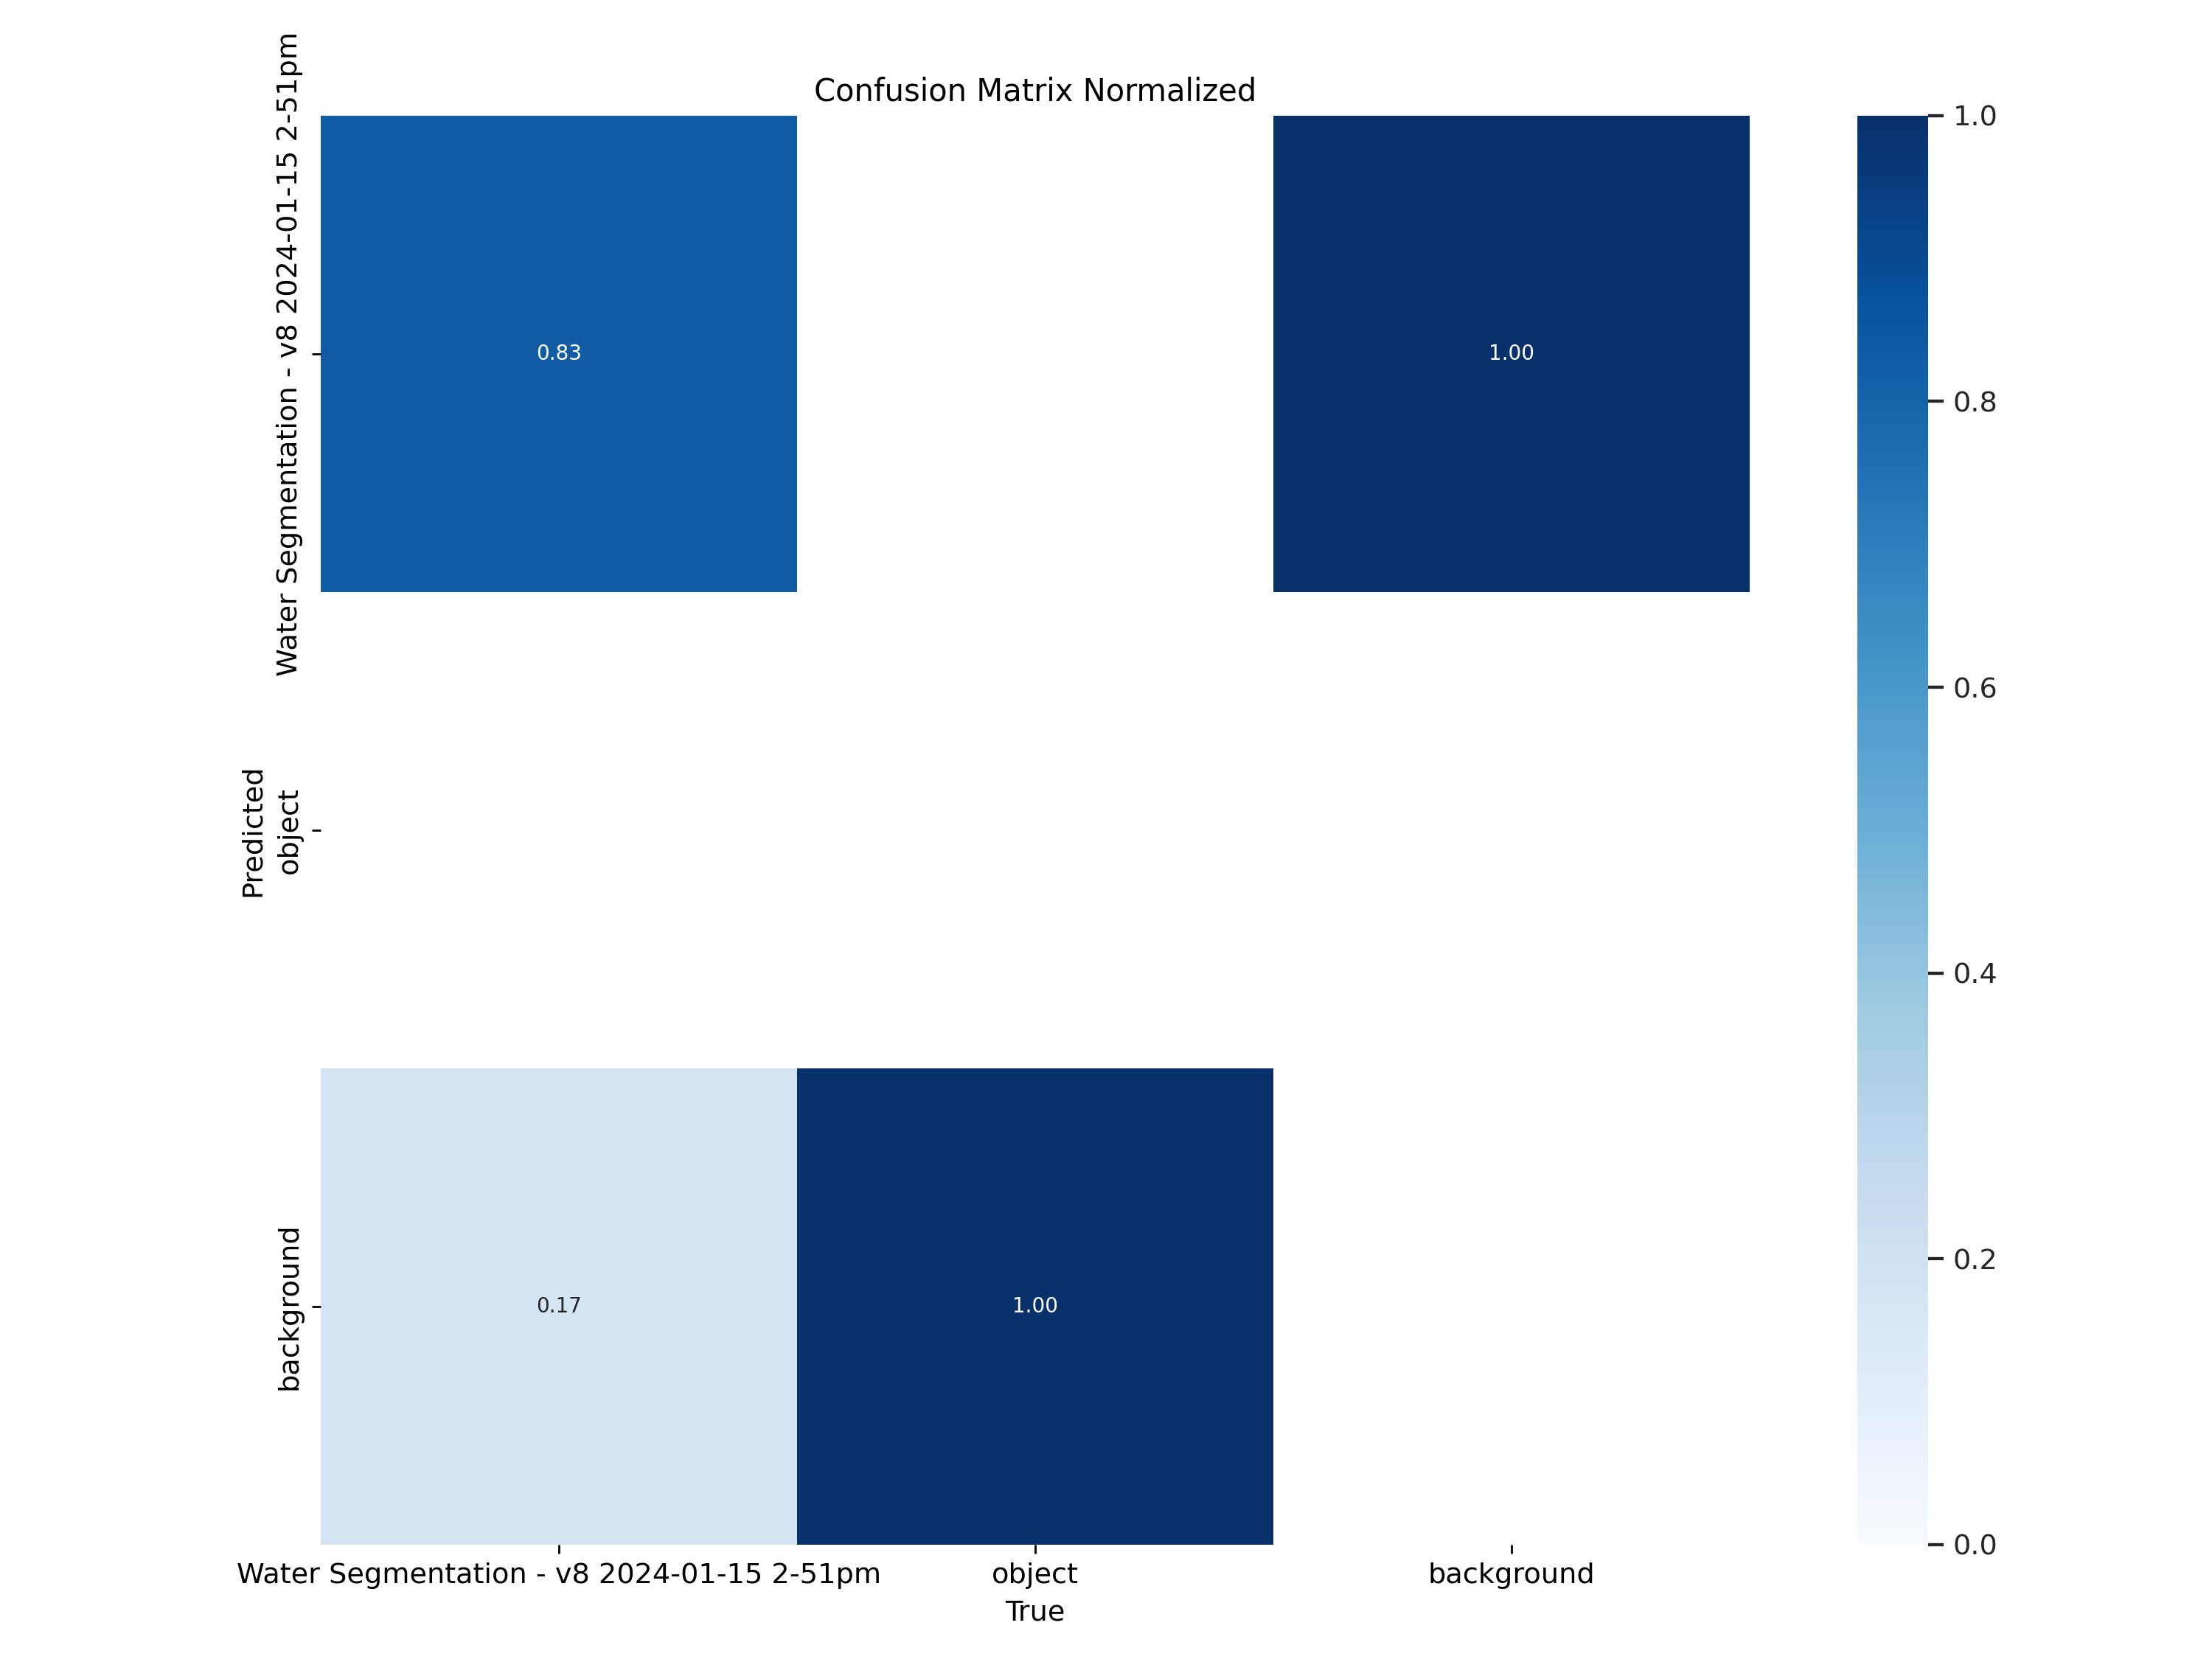 Confusion Matrix Normalized
Water Segmentation - v8 2024-01-15 2-51pm
object
background
Predicted
0.83
1.00
0.17
1.00
Water Segmentation - v8 2024-01-15 2-51pm
object
background
True
1.0
0.8
0.6
0.4
0.2
0.0